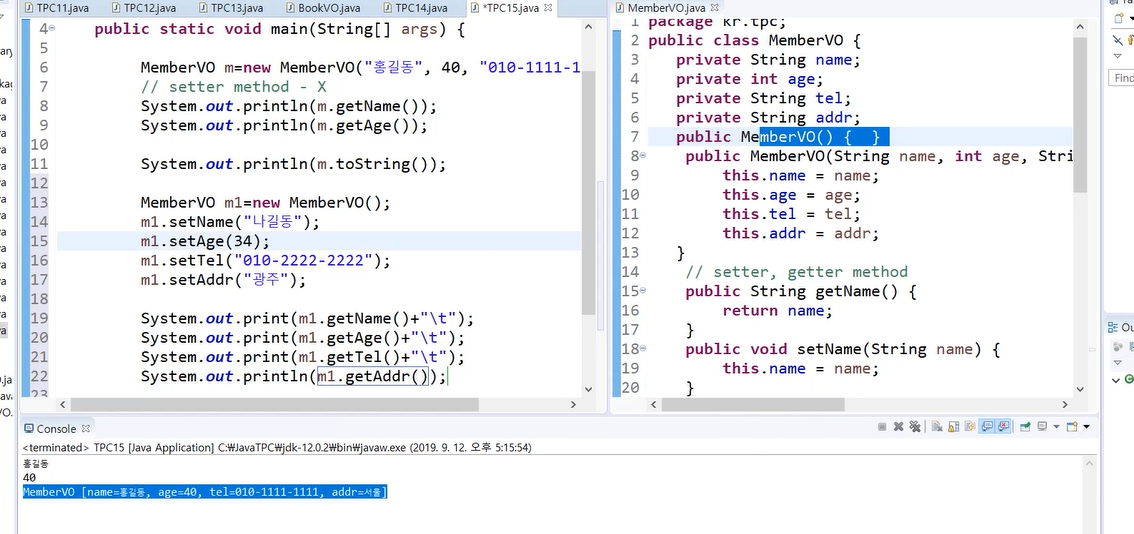 TPC11.java TPC12.java TPC13.java BookVO.java TPC14.java *TPC15.java
4 public static void main(String[] args) {
5
6 MemberVO m=new MemberVO("홍길동", 40, "010-1111-1
7 // setter method - X
8 System.out.println(m.getName());
9 System.out.println(m.getAge());
10
11 System.out.println(m.toString());
12
13 MemberVO m1=new MemberVO();
14 m1.setName("나길동");
15 m1.setAge(34);
16 m1.setTel("010-2222-2222");
17 m1.setAddr("광주");
18
19 System.out.print(m1.getName()+"\t");
20 System.out.print(m1.getAge()+"\t");
21 System.out.print(m1.getTel()+"\t");
22 System.out.println(m1.getAddr());
23
MemberVO.java
1 package kr.tpc;
2 public class MemberVO {
3 private String name;
4 private int age;
5 private String tel;
6 private String addr;
7 public MemberVO() { }
8 public MemberVO(String name, int age, Stri
9 this.name = name;
10 this.age = age;
11 this.tel = tel;
12 this.addr = addr;
13 }
14 // setter, getter method
15 public String getName() {
16 return name;
17 }
18 public void setName(String name) {
19 this.name = name;
20 }
Find
Ou
Console
<terminated> TPC15 [Java Application] C:₩JavaTPC₩jdk-12.0.2₩bin₩javaw.exe (2019. 9. 12. 오후 5:15:54)
홍길동
40
MemberVO [name=홍길동, age=40, tel=010-1111-1111, addr=서울]